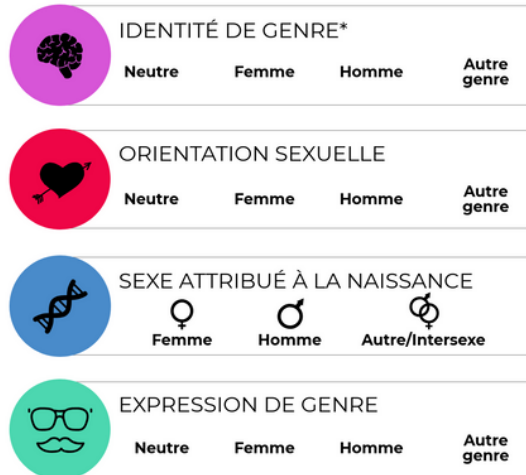 IDENTITÉ DE GENRE*
Neutre Femme Homme Autre genre
ORIENTATION SEXUELLE
Neutre Femme Homme Autre genre
SEXE ATTRIBUÉ À LA NAISSANCE
Femme Homme Autre/Intersexe
EXPRESSION DE GENRE
Neutre Femme Homme Autre genre